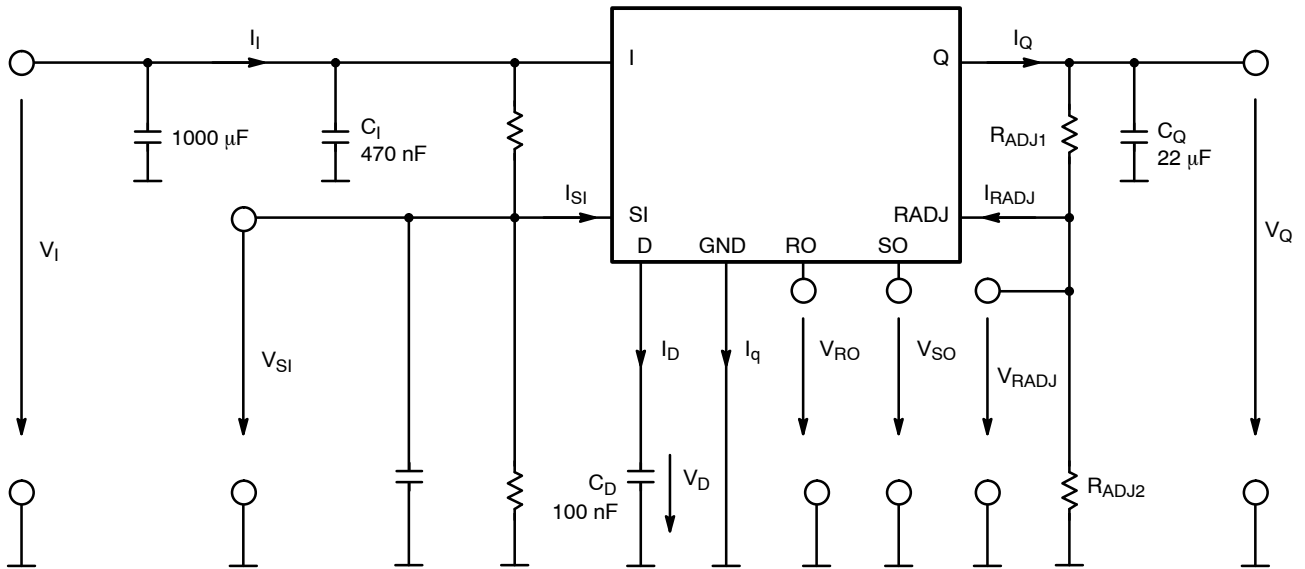 I_I
I_Q
I
Q
1000 μF
C_I
470 nF
R_ADJ1
C_Q
22 μF
I_SI
I_RADJ
SI
RADJ
D
GND
RO
SO
V_I
V_Q
V_SI
I_D
I_q
V_RO
V_SO
V_RADJ
C_D
100 nF
V_D
R_ADJ2